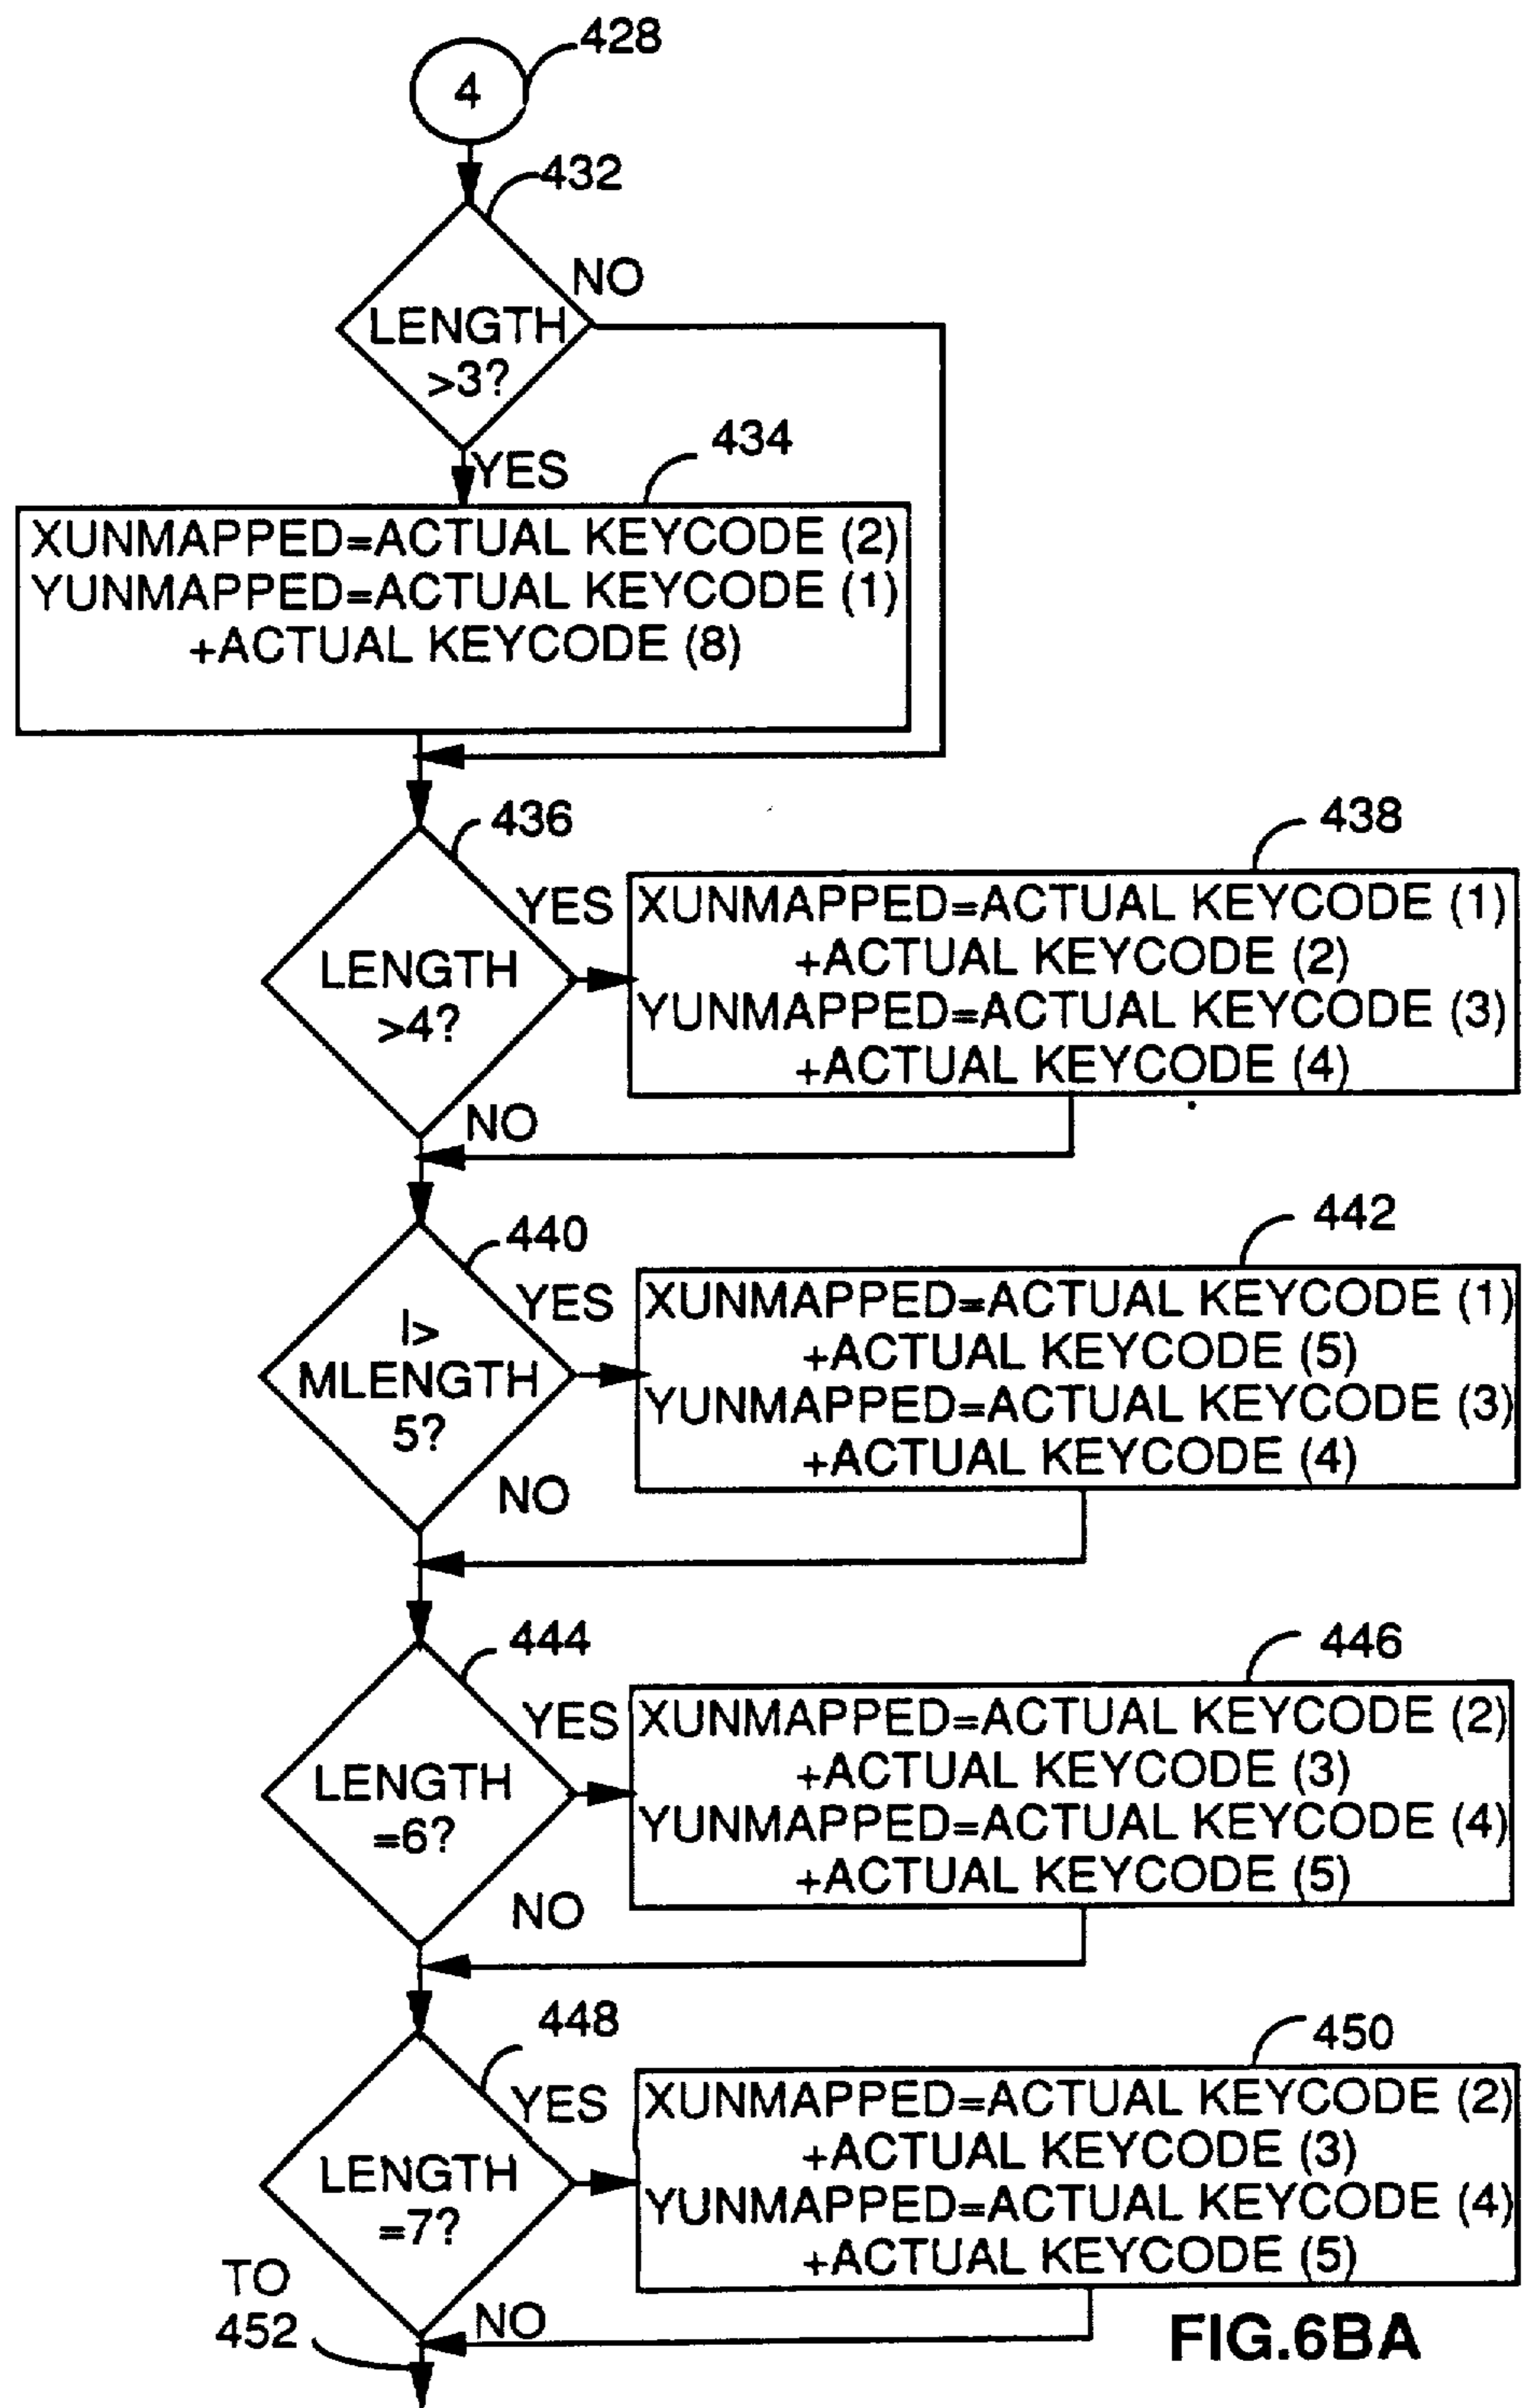 428
4
432
NO
LENGTH
>3?
434
YES
XUNMAPPED=ACTUAL KEYCODE (2)
YUNMAPPED=ACTUAL KEYCODE (1)
+ACTUAL KEYCODE (8)
436
438
YES
XUNMAPPED=ACTUAL KEYCODE (1)
+ACTUAL KEYCODE (2)
YUNMAPPED=ACTUAL KEYCODE (3)
+ACTUAL KEYCODE (4)
LENGTH
>4?
NO
440
442
YES
XUNMAPPED=ACTUAL KEYCODE (1)
+ACTUAL KEYCODE (5)
YUNMAPPED=ACTUAL KEYCODE (3)
+ACTUAL KEYCODE (4)
I>
MLENGTH
5?
NO
444
446
YES
XUNMAPPED=ACTUAL KEYCODE (2)
+ACTUAL KEYCODE (3)
YUNMAPPED=ACTUAL KEYCODE (4)
+ACTUAL KEYCODE (5)
LENGTH
=6?
NO
448
450
YES
XUNMAPPED=ACTUAL KEYCODE (2)
+ACTUAL KEYCODE (3)
YUNMAPPED=ACTUAL KEYCODE (4)
+ACTUAL KEYCODE (5)
LENGTH
=7?
TO
452
NO
FIG.6BA